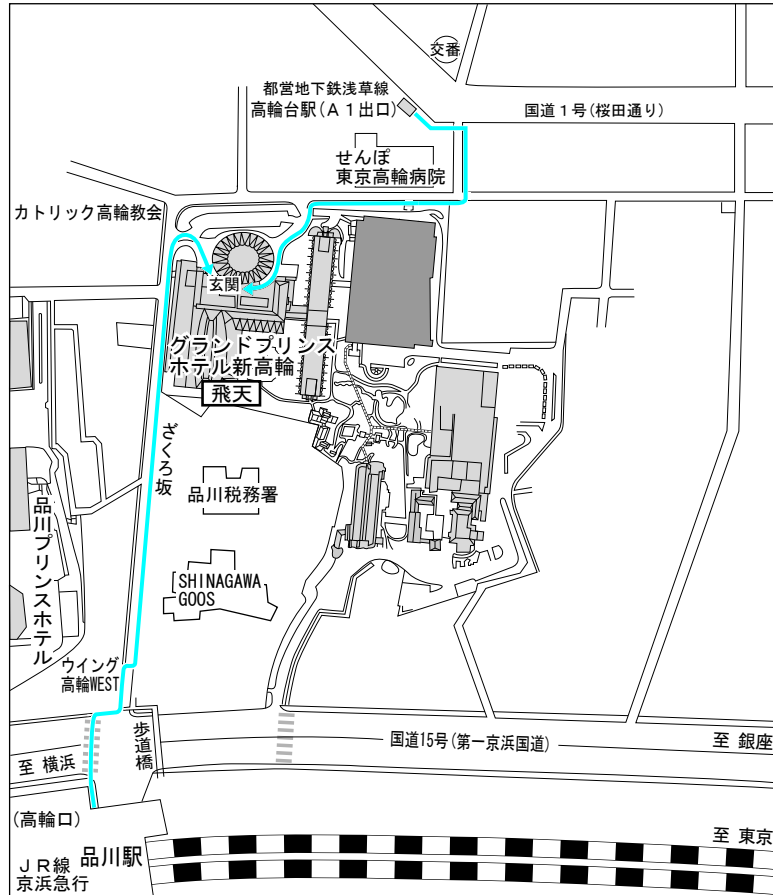 交番
都営地下鉄浅草線
高輪台駅(A1出口)
国道1号(桜田通り)
せんぽ
東京高輪病院
カトリック高輪教会
玄関
グランドプリンス
ホテル新高輪
飛天
ざくろ坂
品川税務署
品川プリンスホテル
SHINAGAWA
GOOS
ウイング
高輪WEST
歩道橋
国道15号(第一京浜国道)
至 銀座
至 横浜
(高輪口)
至 東京
品川駅
JR線
京浜急行